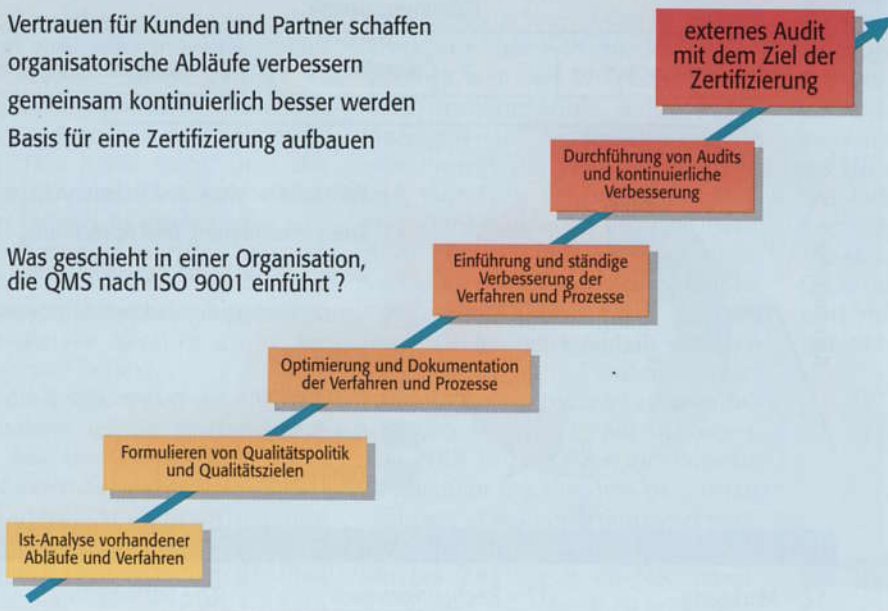 Vertrauen für Kunden und Partner schaffen
organisatorische Abläufe verbessern
gemeinsam kontinuierlich besser werden
Basis für eine Zertifizierung aufbauen
externes Audit
mit dem Ziel der
Zertifizierung
Durchführung von Audits
und kontinuierliche
Verbesserung
Was geschieht in einer Organisation,
die QMS nach ISO 9001 einführt ?
Einführung und ständige
Verbesserung der
Verfahren und Prozesse
Optimierung und Dokumentation
der Verfahren und Prozesse
Formulieren von Qualitätspolitik
und Qualitätszielen
Ist-Analyse vorhandener
Abläufe und Verfahren